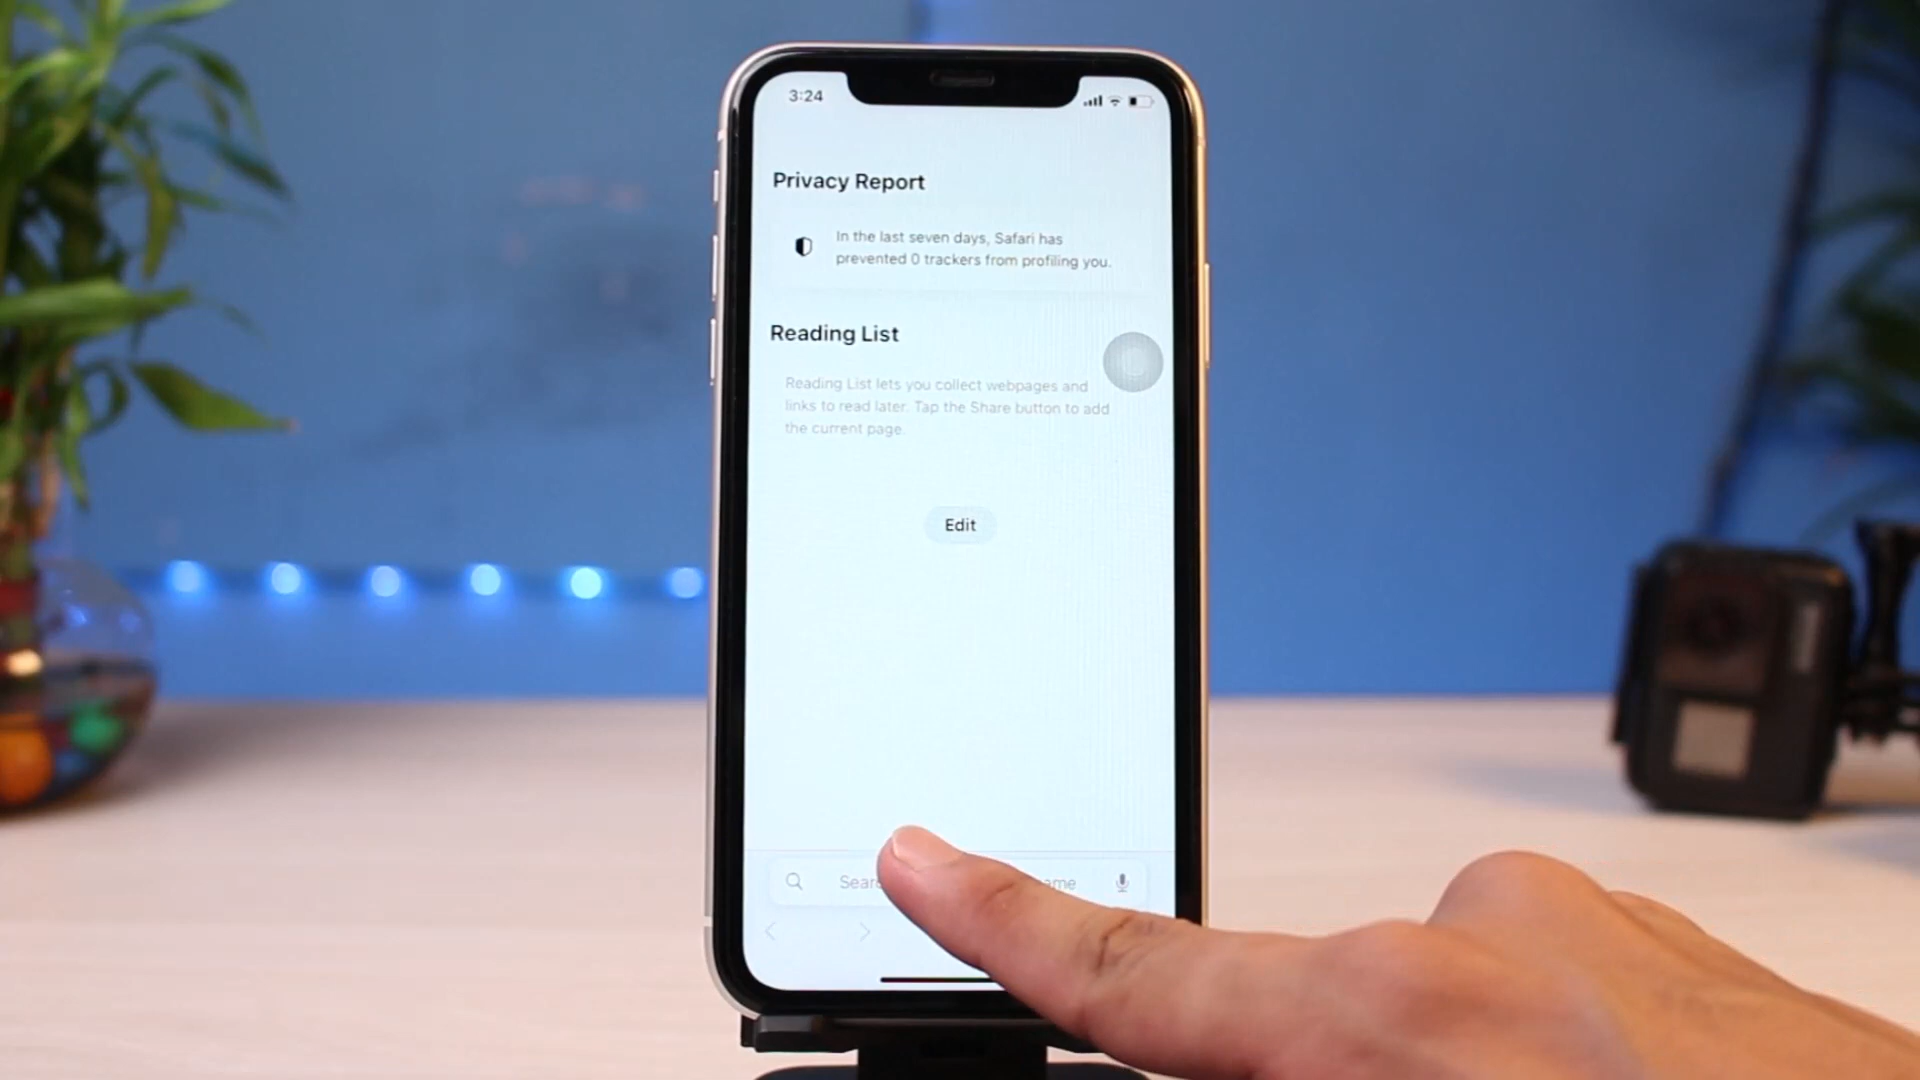 3:24
Privacy Report
In the last seven days, Safari has
prevented 0 trackers from profiling you.
Reading List
Reading List lets you collect webpages and
links to read later. Tap the Share button to add
the current page.
Edit